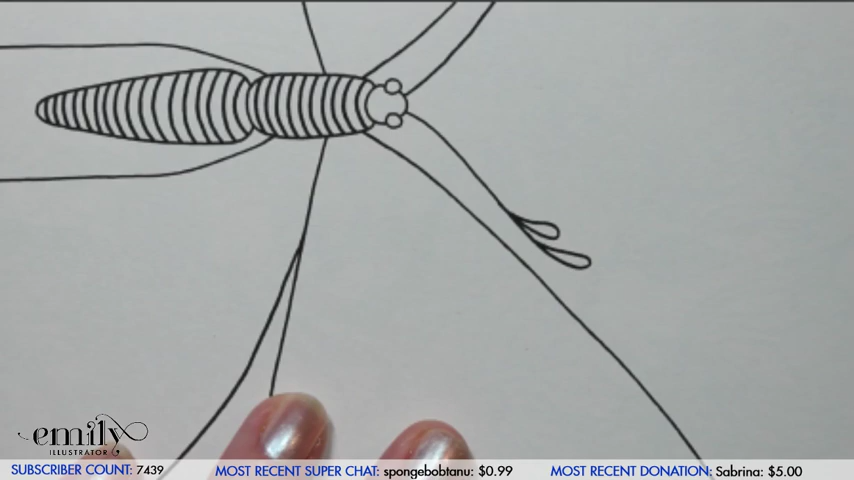 emily
ILLUSTRATOR
SUBSCRIBER COUNT: 7439 MOST RECENT SUPER CHAT: spongebobtanu: $0.99 MOST RECENT DONATION: Sabrina: $5.00